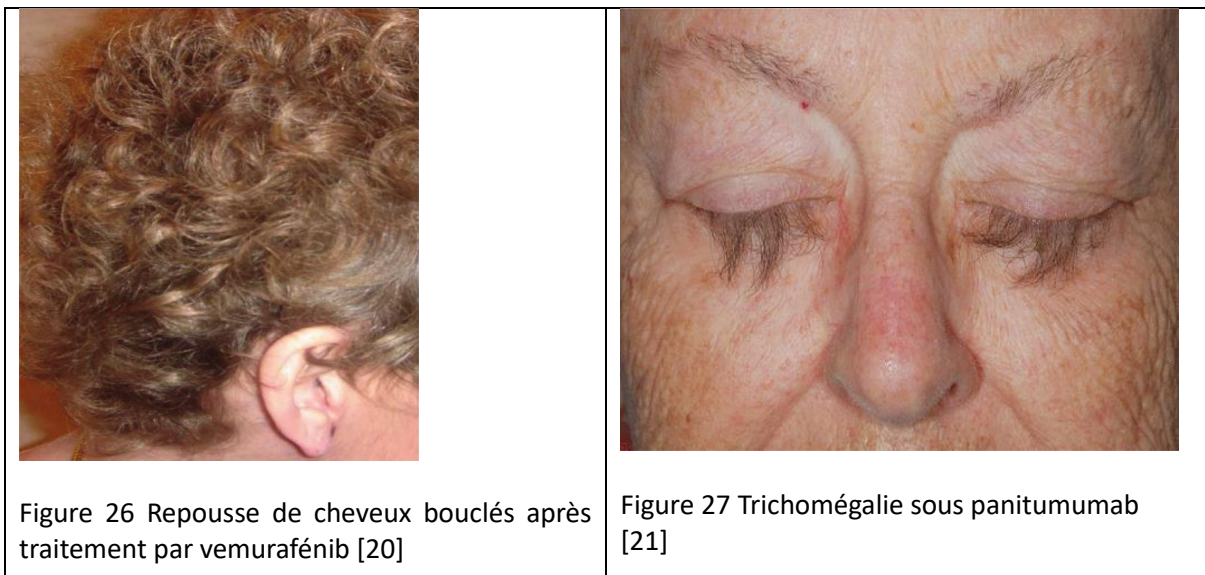 Figure 26 Repousse de cheveux bouclés après
traitement par vemurafénib [20]
Figure 27 Trichomégalie sous panitumumab
[21]